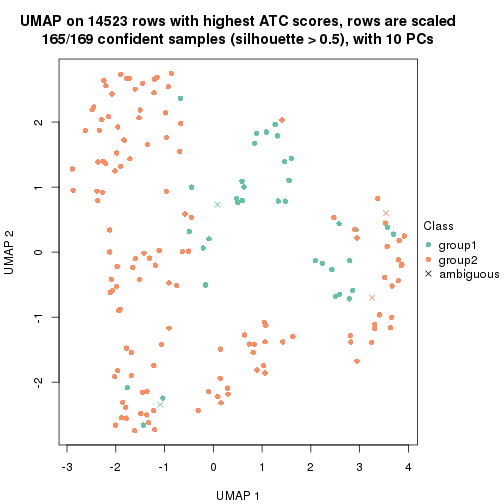 UMAP on 14523 rows with highest ATC scores, rows are scaled
165/169 confident samples (silhouette > 0.5), with 10 PCs
2
1
0
-1
-2
UMAP 2
-3
-2
-1
0
1
2
3
4
UMAP 1
Class
group1
group2
ambiguous